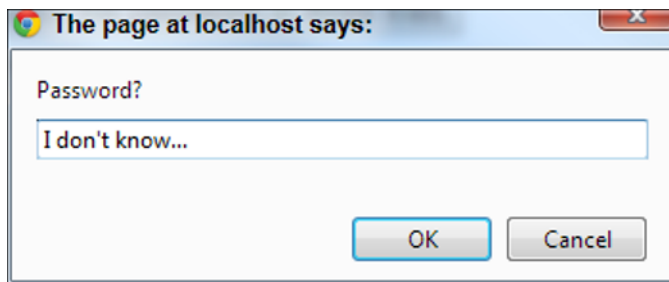 The page at localhost says:
Password?
I don't know...
OK Cancel